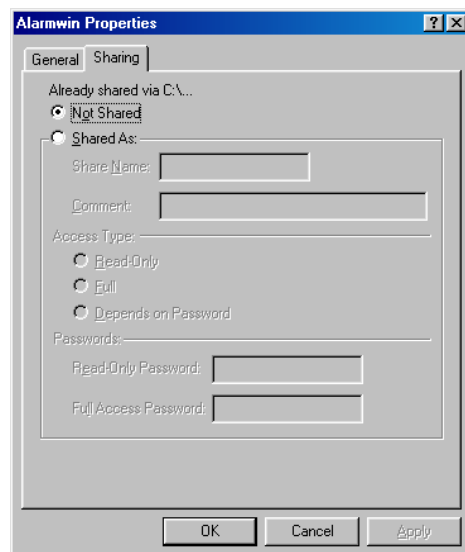 Alarmwin Properties
General Sharing
Already shared via C:\...
Not Shared
Shared As:
Share Name:
Comment:
Access Type:
Read-Only
Full
Depends on Password
Passwords:
Read-Only Password:
Full Access Password:
OK Cancel Apply